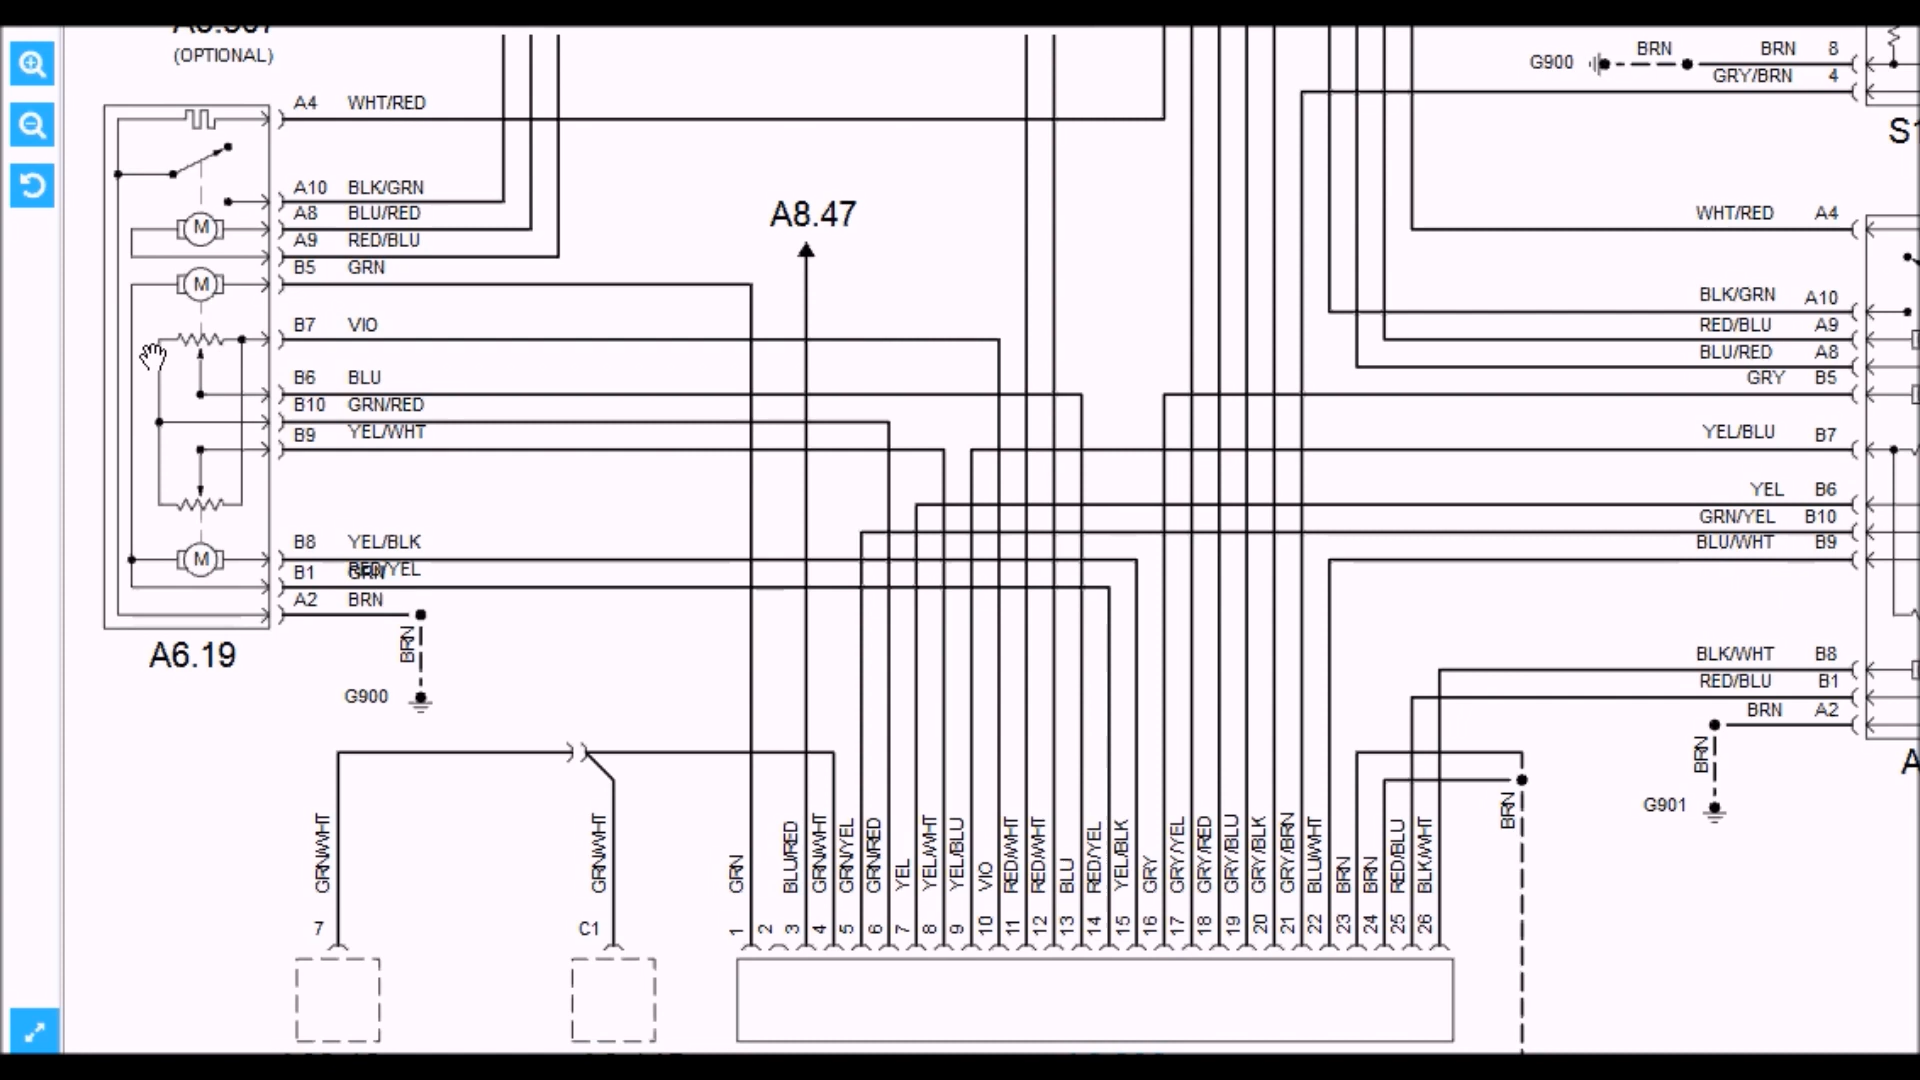 (OPTIONAL)
A4 WHT/RED
A10 BLK/GRN
A8 BLU/RED
A9 RED/BLU
B5 GRN
B7 VIO
B6 BLU
B10 GRN/RED
B9 YEL/WHT
B8 YEL/BLK
B1 GRN RED/YEL
A2 BRN
M
M
M
A6.19
BRN
G900
A8.47
G900 BRN BRN 8
GRY/BRN 4
WHT/RED A4
BLK/GRN A10
RED/BLU A9
BLU/RED A8
GRY B5
YEL/BLU B7
YEL B6
GRN/YEL B10
BLU/WHT B9
BLK/WHT B8
RED/BLU B1
BRN A2
BRN
G901
BRN
GRN/WHT
7
GRN/WHT
C1
GRN
BLU/RED
GRN/WHT
GRN/YEL
GRN/RED
YEL
YEL/WHT
YEL/BLU
VIO
RED/WHT
RED/WHT
BLU
RED/YEL
YEL/BLK
GRY
GRY/YEL
GRY/RED
GRY/BLU
GRY/BLK
GRY/BRN
BLU/WHT
BRN
BRN
RED/BLU
BLK/WHT
1 2 3 4 5 6 7 8 9 10 11 12 13 14 15 16 17 18 19 20 21 22 23 24 25 26